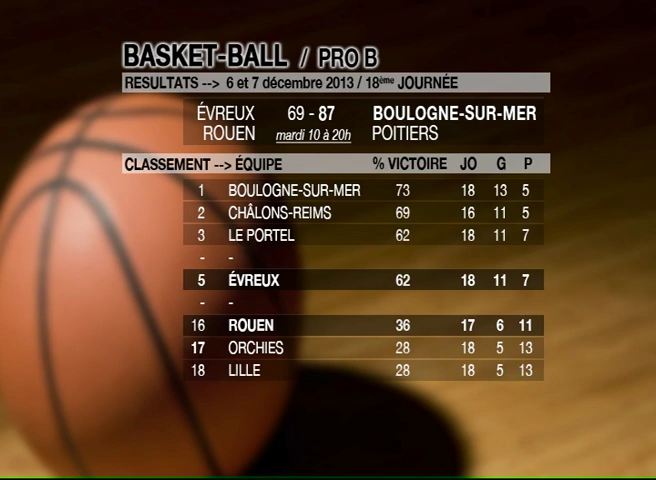 BASKET-BALL / PRO B
RESULTATS --> 6 et 7 décembre 2013 / 18ème JOURNÉE
ÉVREUX 69 - 87 BOULOGNE-SUR-MER
ROUEN mardi 10 à 20h POITIERS
CLASSEMENT --> ÉQUIPE % VICTOIRE JO G P
1 BOULOGNE-SUR-MER 73 18 13 5
2 CHÂLONS-REIMS 69 16 11 5
3 LE PORTEL 62 18 11 7
- -
5 ÉVREUX 62 18 11 7
- -
16 ROUEN 36 17 6 11
17 ORCHIES 28 18 5 13
18 LILLE 28 18 5 13